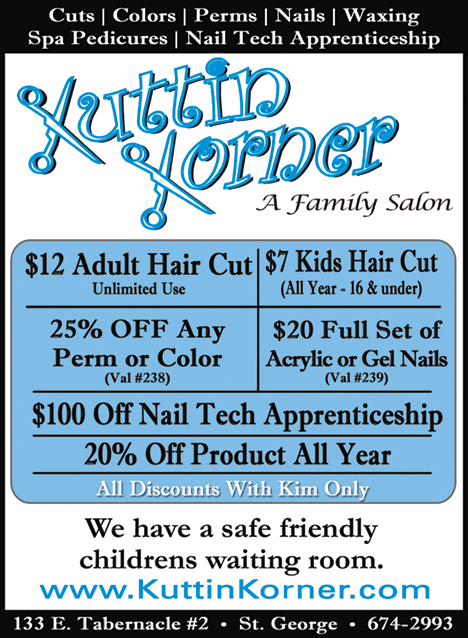 Cuts | Colors | Perms | Nails | Waxing
Spa Pedicures | Nail Tech Apprenticeship
Kuttin
Korner
A Family Salon
$12 Adult Hair Cut
Unlimited Use
$7 Kids Hair Cut
(All Year - 16 & under)
25% OFF Any
Perm or Color
(Val #238)
$20 Full Set of
Acrylic or Gel Nails
(Val #239)
$100 Off Nail Tech Apprenticeship
20% Off Product All Year
All Discounts With Kim Only
We have a safe friendly
childrens waiting room.
www.KuttinKorner.com
133 E. Tabernacle #2 • St. George • 674-2993